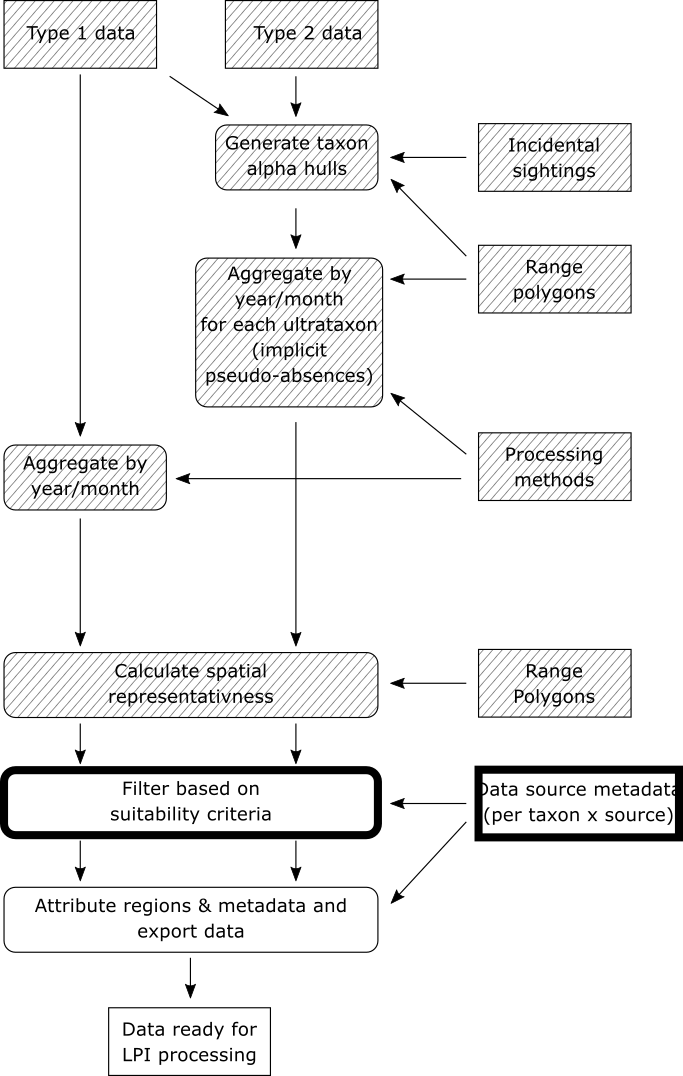 Type 1 data
Type 2 data
Generate taxon
alpha hulls
Incidental
sightings
Range
polygons
Aggregate by
year/month
for each ultrataxon
(implicit
pseudo-absences)
Processing
methods
Aggregate by
year/month
Calculate spatial
representativness
Range
Polygons
Filter based on
suitability criteria
Data source metadata
(per taxon x source)
Attribute regions & metadata and
export data
Data ready for
LPI processing